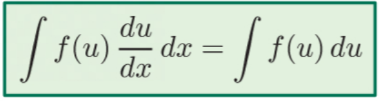 ∫ f(u) du/dx dx = ∫ f(u) du